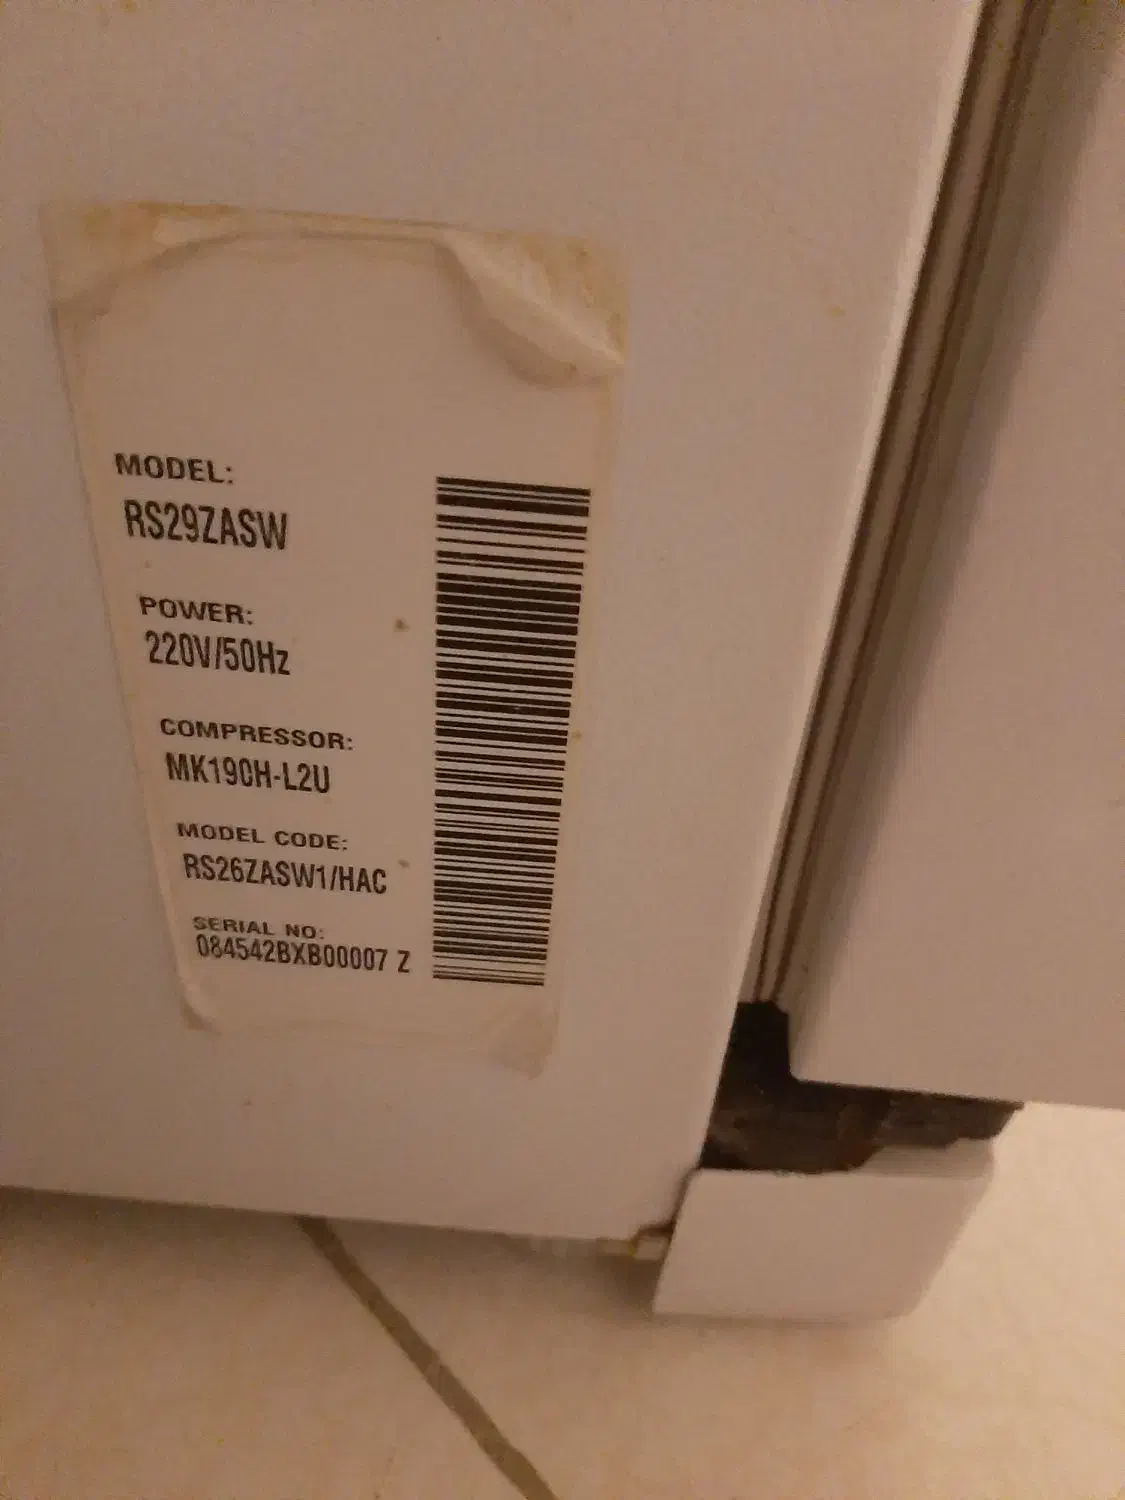 MODEL:
RS29ZASW
POWER:
220V/50Hz
COMPRESSOR:
MK190H-L2U
MODEL CODE:
RS26ZASW1/HAC
SERIAL NO:
084542BXB00007 Z